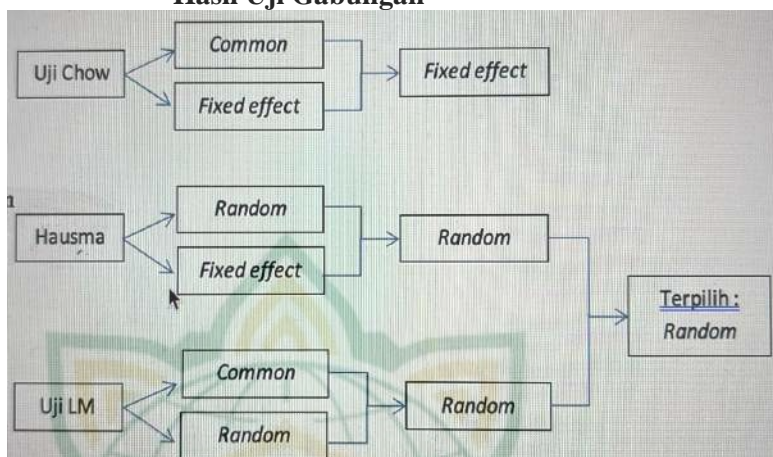 Hasil Uji Gabungan
Uji Chow
Common
Fixed effect
Fixed effect
Hausma
Random
Fixed effect
Random
Uji LM
Common
Random
Random
Terpilih :
Random